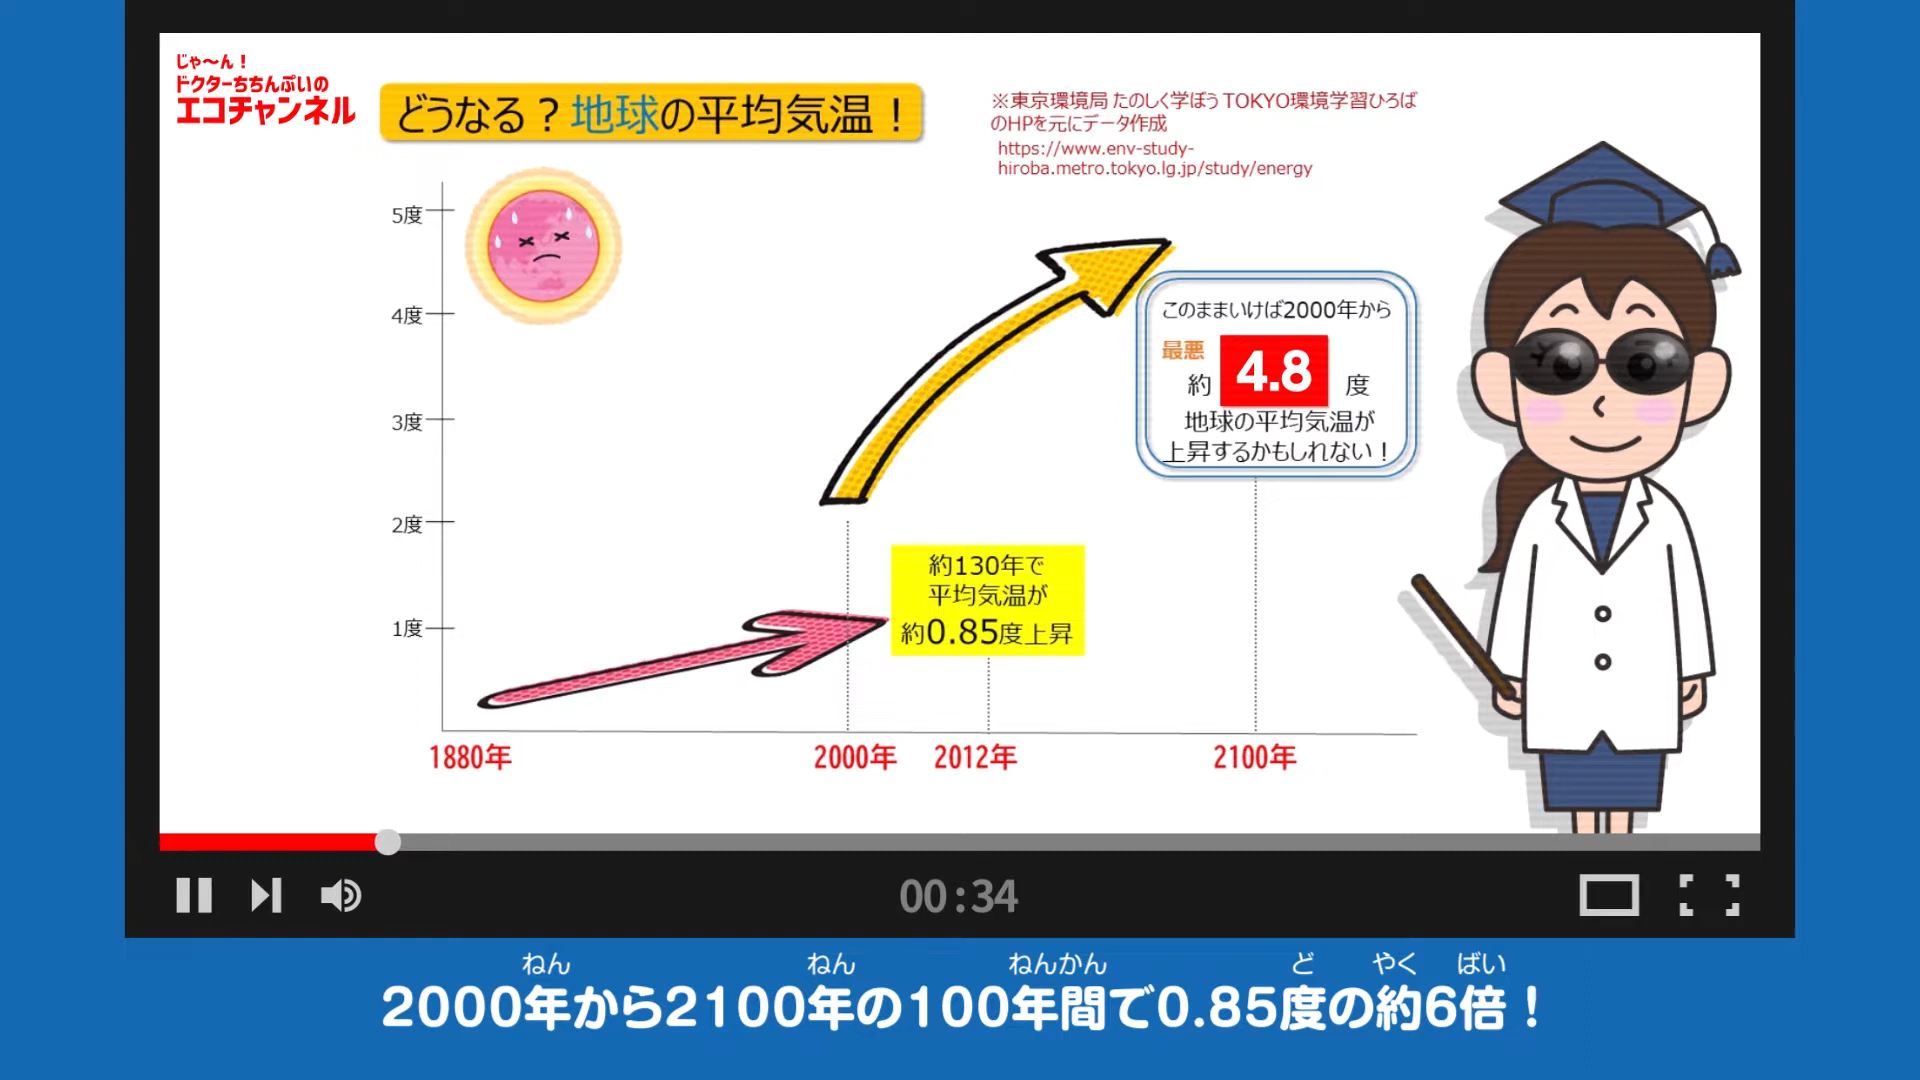 じゃ〜ん！
ドクターちちんぷいの
エコチャンネル
どうなる？地球の平均気温！
※東京環境局 たのしく学ぼう TOKYO環境学習ひろば
のHPを元にデータ作成
https://www.env-study-
hiroba.metro.tokyo.lg.jp/study/energy
5度
4度
3度
2度
1度
このままいけば2000年から
最悪
約 4.8 度
地球の平均気温が
上昇するかもしれない！
約130年で
平均気温が
約0.85度上昇
1880年 2000年 2012年 2100年
00:34
ねん ねん ねんかん ど やく ばい
2000年から2100年の100年間で0.85度の約6倍！